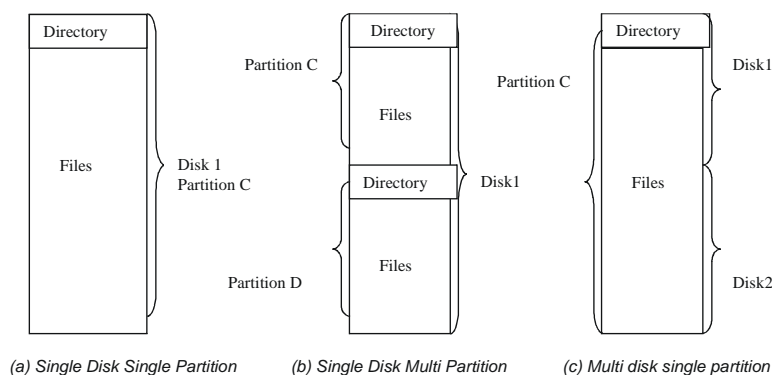 Directory
Files
Disk 1
Partition C
(a) Single Disk Single Partition
Directory
Partition C
Files
Directory
Disk1
Files
Partition D
(b) Single Disk Multi Partition
Directory
Disk1
Partition C
Files
Disk2
(c) Multi disk single partition